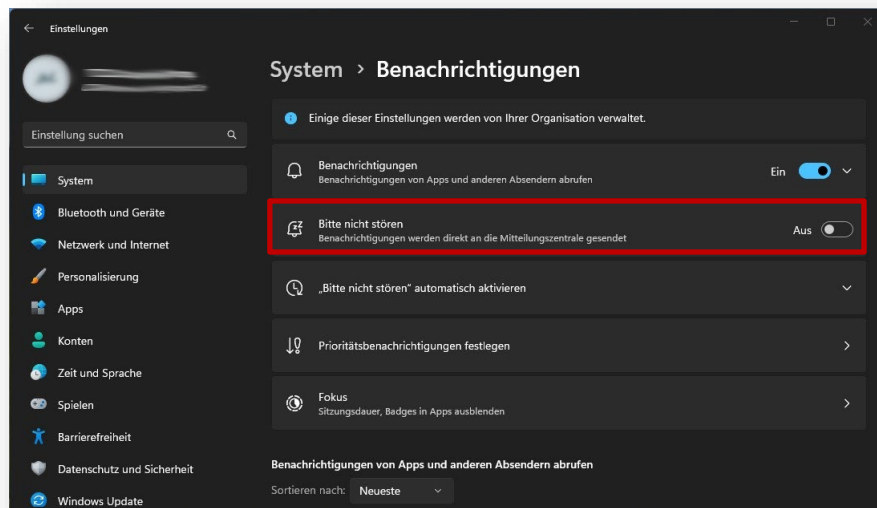 Einstellungen
System > Benachrichtigungen
Einstellung suchen
System
Bluetooth und Geräte
Netzwerk und Internet
Personalisierung
Apps
Konten
Zeit und Sprache
Spielen
Barrierefreiheit
Datenschutz und Sicherheit
Windows Update
Einige dieser Einstellungen werden von Ihrer Organisation verwaltet.
Benachrichtigungen
Benachrichtigungen von Apps und anderen Absendern abrufen
Ein
Bitte nicht stören
Benachrichtigungen werden direkt an die Mitteilungszentrale gesendet
Aus
„Bitte nicht stören“ automatisch aktivieren
Prioritätsbenachrichtigungen festlegen
Fokus
Sitzungsdauer, Badges in Apps ausblenden
Benachrichtigungen von Apps und anderen Absendern abrufen
Sortieren nach: Neueste